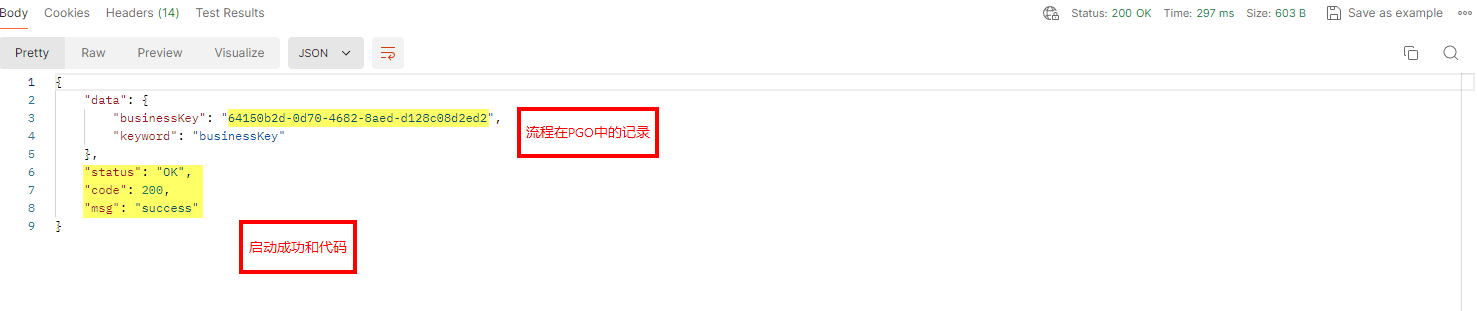 Body Cookies Headers (14) Test Results Status: 200 OK Time: 297 ms Size: 603 B Save as example
Pretty Raw Preview Visualize JSON
1 {
2 "data": {
3 "businessKey": "64150b2d-0d70-4682-8aed-d128c08d2ed2",
4 "keyword": "businessKey"
流程在PGO中的记录
5 },
6 "status": "OK",
7 "code": 200,
8 "msg": "success"
9 }
启动成功和代码